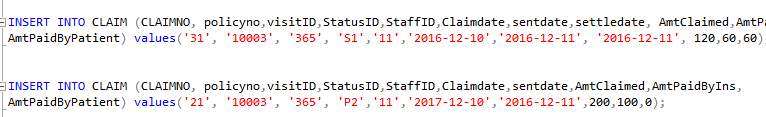 INSERT INTO CLAIM (CLAIMNO, policyno,visitID,StatusID,StaffID,Claimdate,sentdate,settledate, AmtClaimed,AmtPa
AmtPaidByPatient) values('31', '10003', '365', 'S1','11','2016-12-10','2016-12-11', '2016-12-11', 120,60,60)
INSERT INTO CLAIM (CLAIMNO, policyno,visitID,StatusID,StaffID,Claimdate,sentdate,AmtClaimed,AmtPaidByIns,
AmtPaidByPatient) values('21', '10003', '365', 'P2','11','2017-12-10','2016-12-11',200,100,0);